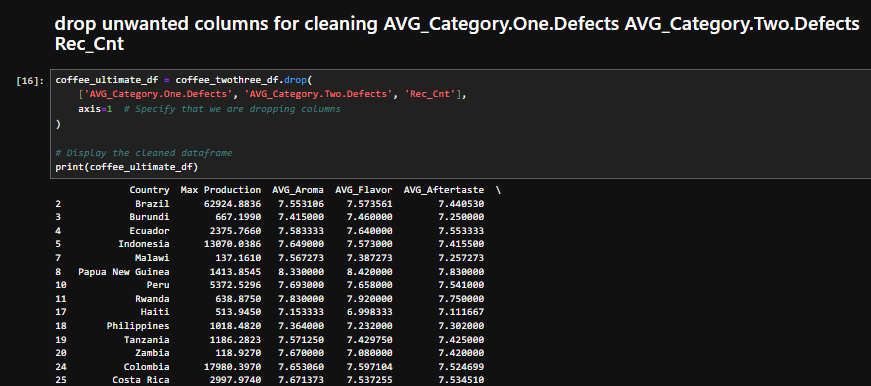 drop unwanted columns for cleaning AVG_Category.One.Defects AVG_Category.Two.Defects
Rec_Cnt
[16]: coffee_ultimate_df = coffee_twothree_df.drop(
['AVG_Category.One.Defects', 'AVG_Category.Two.Defects', 'Rec_Cnt'],
axis=1 # Specify that we are dropping columns
)
# Display the cleaned dataframe
print(coffee_ultimate_df)
Country Max Production AVG_Aroma AVG_Flavor AVG_Aftertaste \
2 Brazil 62924.8836 7.553106 7.573561 7.440530
3 Burundi 667.1990 7.415000 7.460000 7.250000
4 Ecuador 2375.7660 7.583333 7.640000 7.553333
5 Indonesia 13070.0386 7.649000 7.573000 7.415500
7 Malawi 137.1610 7.567273 7.387273 7.257273
8 Papua New Guinea 1413.8545 8.330000 8.420000 7.830000
10 Peru 5372.5296 7.693000 7.658000 7.541000
11 Rwanda 638.8750 7.830000 7.920000 7.750000
17 Haiti 513.9450 7.153333 6.998333 7.111667
18 Philippines 1018.4820 7.364000 7.232000 7.302000
19 Tanzania 1186.2823 7.571250 7.429750 7.425000
20 Zambia 118.9270 7.670000 7.080000 7.420000
24 Colombia 17980.3970 7.653060 7.597104 7.524699
25 Costa Rica 2997.9740 7.671373 7.537255 7.534510